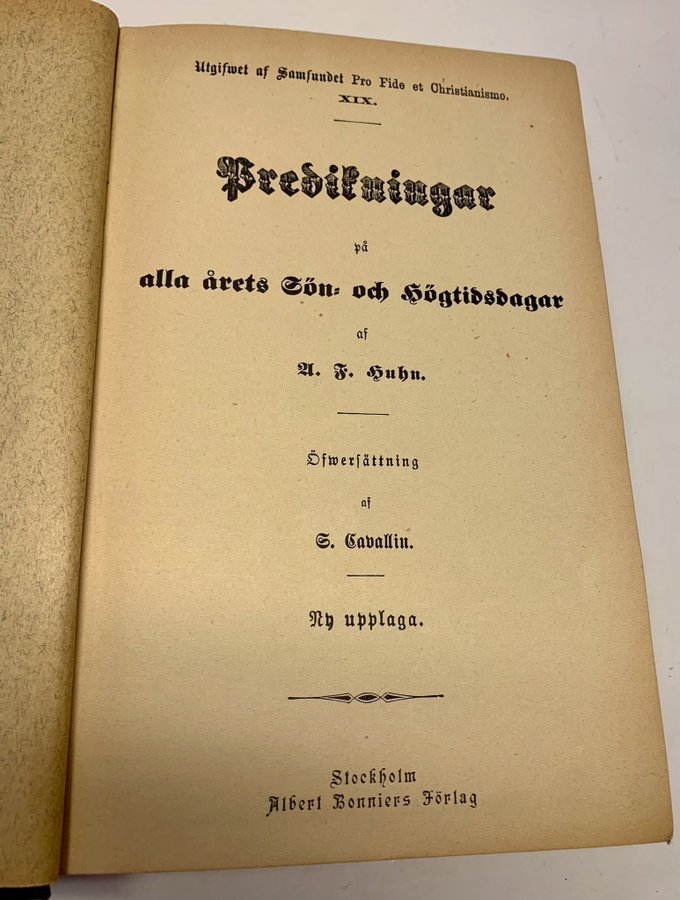 Utgifwet af Samfundet Pro Fide et Christianismo.
XIX.
Predikningar
på
alla årets Sön- och Högtidsdagar
af
A. F. Huhn.
Öfwersättning
af
S. Cavallin.
Ny upplaga.
Stockholm
Albert Bonniers Förlag